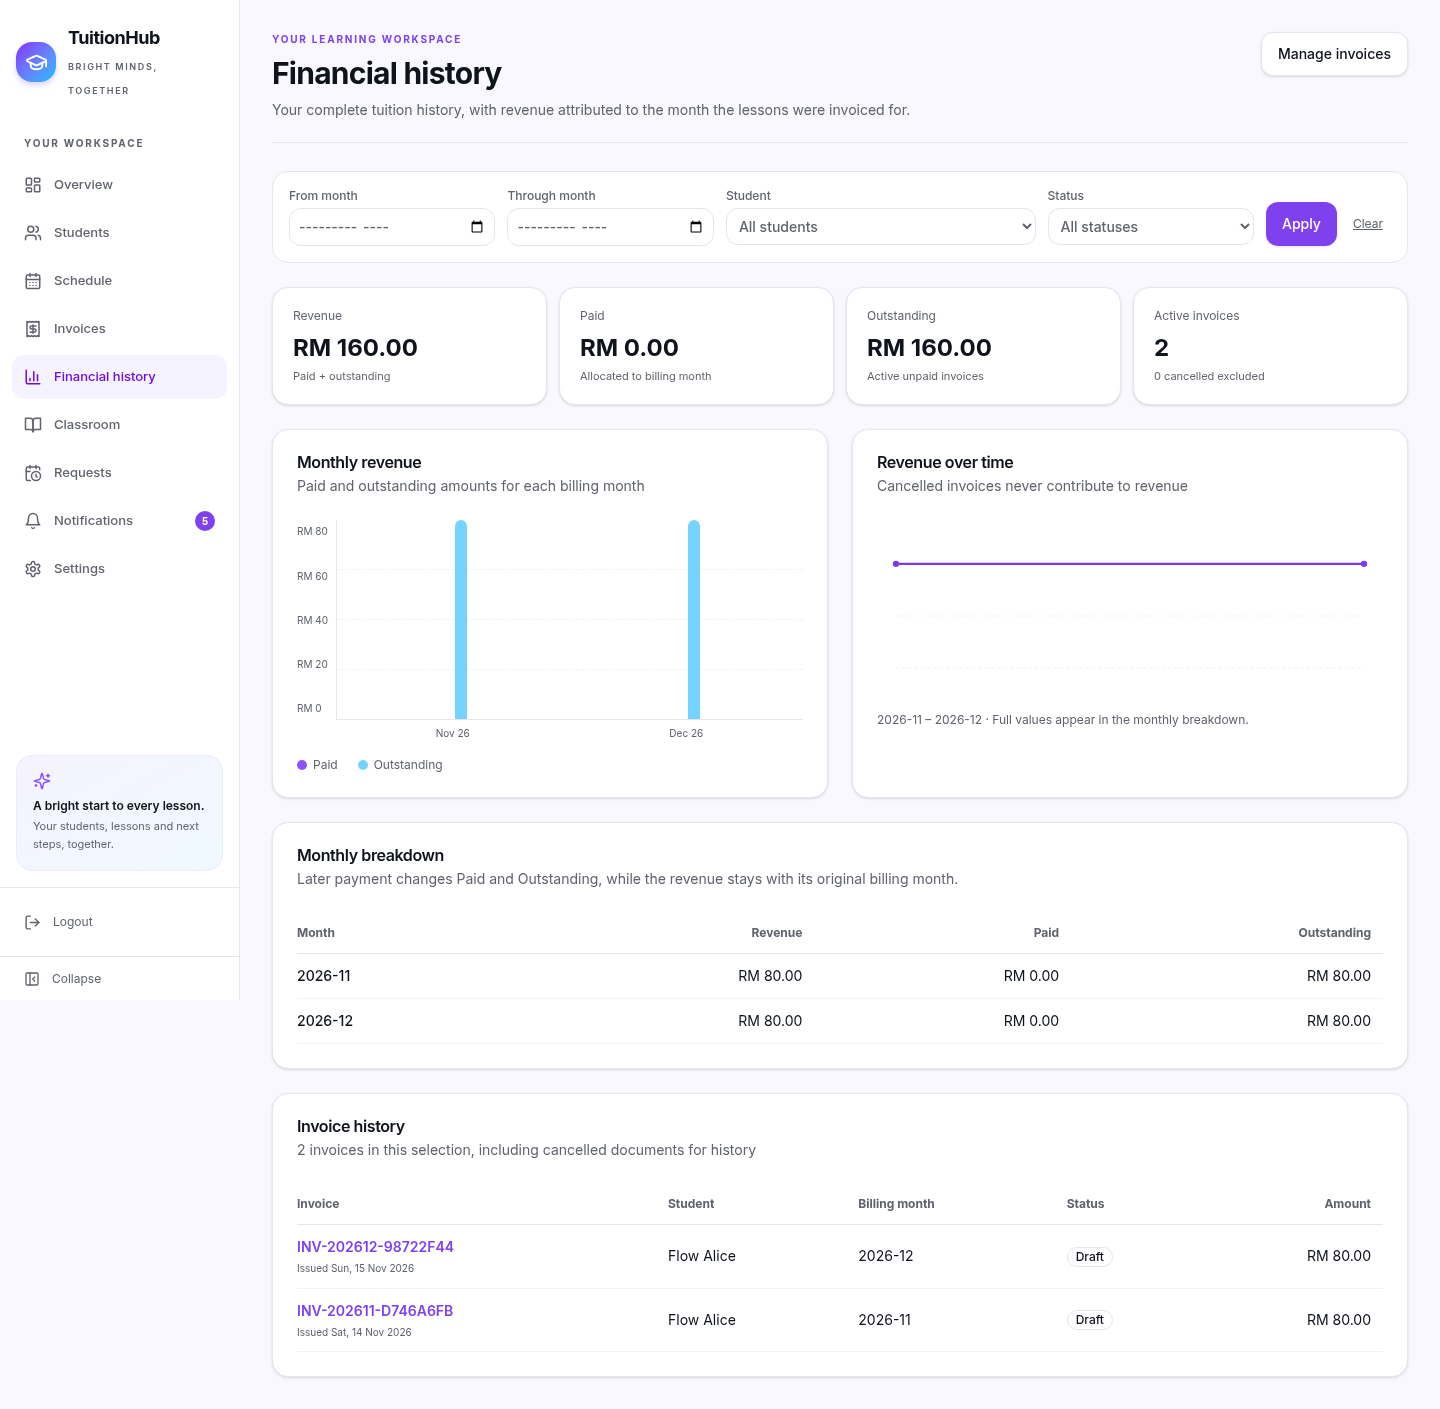 TuitionHub
BRIGHT MINDS,
TOGETHER
YOUR WORKSPACE
Overview
Students
Schedule
Invoices
Financial history
Classroom
Requests
Notifications 5
Settings
A bright start to every lesson.
Your students, lessons and next
steps, together.
Logout
Collapse
YOUR LEARNING WORKSPACE
Financial history
Your complete tuition history, with revenue attributed to the month the lessons were invoiced for.
Manage invoices
From month Through month Student Status
--------- ---- --------- ---- All students All statuses Apply Clear
Revenue
RM 160.00
Paid + outstanding
Paid
RM 0.00
Allocated to billing month
Outstanding
RM 160.00
Active unpaid invoices
Active invoices
2
0 cancelled excluded
Monthly revenue
Paid and outstanding amounts for each billing month
RM 80
RM 60
RM 40
RM 20
RM 0
Nov 26 Dec 26
Paid Outstanding
Revenue over time
Cancelled invoices never contribute to revenue
2026-11 – 2026-12 · Full values appear in the monthly breakdown.
Monthly breakdown
Later payment changes Paid and Outstanding, while the revenue stays with its original billing month.
Month Revenue Paid Outstanding
2026-11 RM 80.00 RM 0.00 RM 80.00
2026-12 RM 80.00 RM 0.00 RM 80.00
Invoice history
2 invoices in this selection, including cancelled documents for history
Invoice Student Billing month Status Amount
INV-202612-98722F44 Flow Alice 2026-12 Draft RM 80.00
Issued Sun, 15 Nov 2026
INV-202611-D746A6FB Flow Alice 2026-11 Draft RM 80.00
Issued Sat, 14 Nov 2026